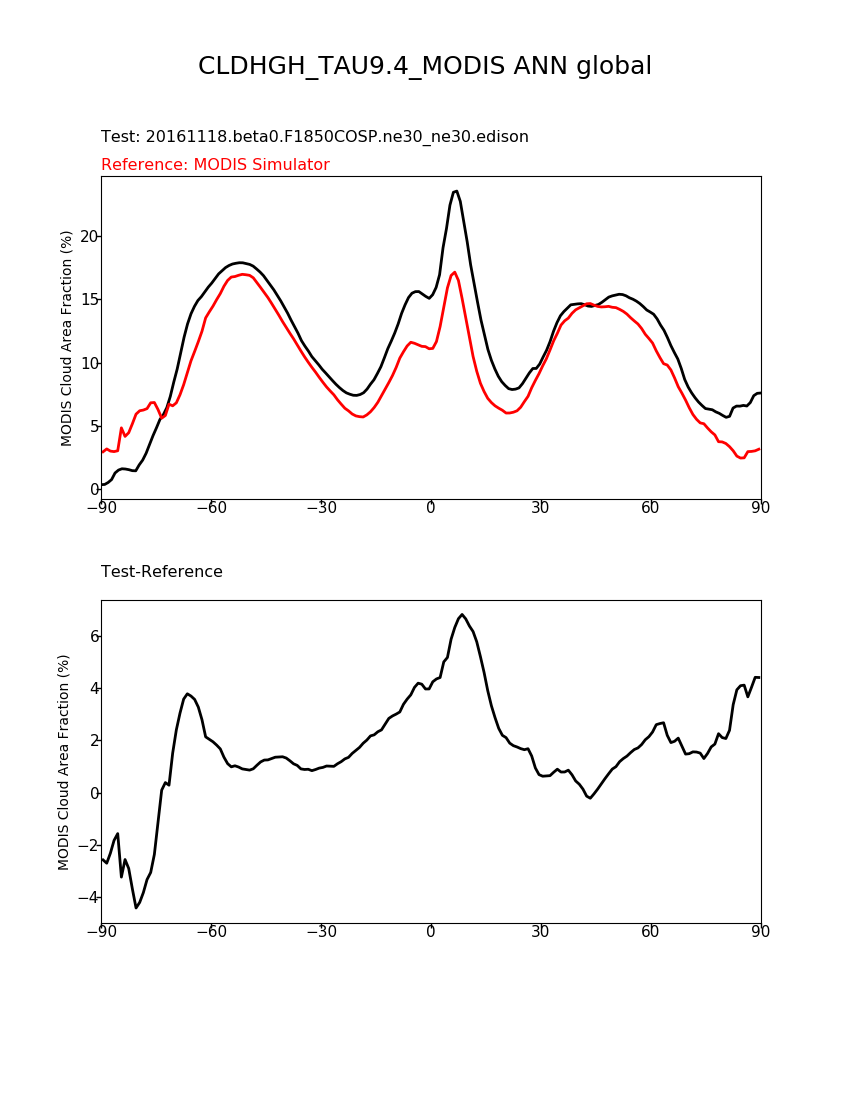 CLDHGH_TAU9.4_MODIS ANN global
Test: 20161118.beta0.F1850COSP.ne30_ne30.edison
Reference: MODIS Simulator
MODIS Cloud Area Fraction (%)
20
15
10
5
0
−90 −60 −30 0 30 60 90
Test-Reference
MODIS Cloud Area Fraction (%)
6
4
2
0
−2
−4
−90 −60 −30 0 30 60 90